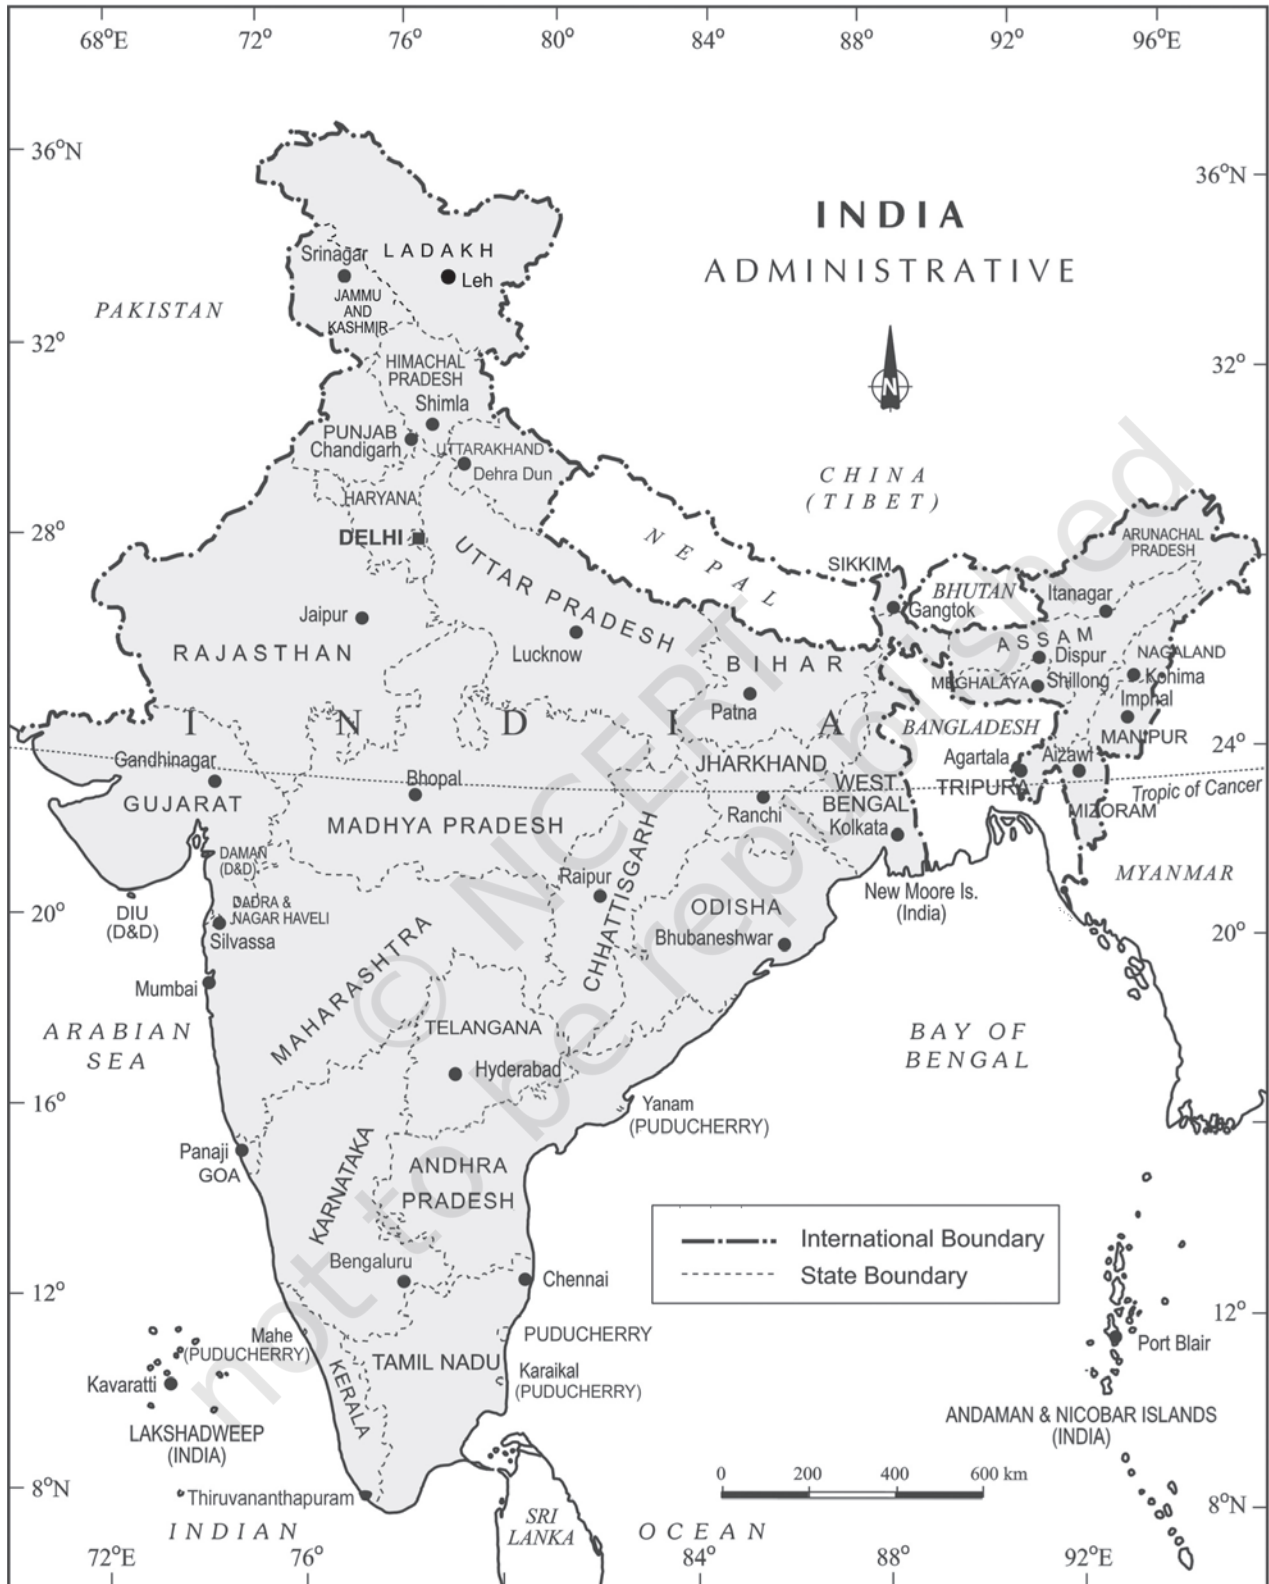 68°E 72° 76° 80° 84° 88° 92° 96°E
36°N
36°N
INDIA
ADMINISTRATIVE
Srinagar
LADAKH
Leh
JAMMU
AND
KASHMIR
PAKISTAN
32°
32°
HIMACHAL
PRADESH
N
Shimla
PUNJAB
Chandigarh
UTTARAKHAND
Dehra Dun
CHINA
(TIBET)
HARYANA
28°
DELHI
NEPAL
ARUNACHAL
PRADESH
UTTAR PRADESH
SIKKIM
BHUTAN
Itanagar
Gangtok
Jaipur
RAJASTHAN
Lucknow
BIHAR
ASSAM
Dispur
NAGALAND
MEGHALAYA
Shillong
Kohima
Imphal
Patna
INDIA
BANGLADESH
MANIPUR
24°
Gandhinagar
Agartala
Aizawl
Bhopal
JHARKHAND
WEST
BENGAL
TRIPURA
Tropic of Cancer
GUJARAT
MADHYA PRADESH
Ranchi
Kolkata
MIZORAM
DAMAN
(D&D)
CHHATTISGARH
Raipur
MYANMAR
New Moore Is.
(India)
20°
DIU
(D&D)
DADRA &
NAGAR HAVELI
Silvassa
ODISHA
Bhubaneshwar
20°
MAHARASHTRA
Mumbai
ARABIAN
SEA
TELANGANA
BAY OF
BENGAL
Hyderabad
16°
Yanam
(PUDUCHERRY)
KARNATAKA
Panaji
GOA
ANDHRA
PRADESH
International Boundary
State Boundary
Bengaluru
Chennai
12°
12°
Mahe
(PUDUCHERRY)
PUDUCHERRY
Port Blair
TAMIL NADU
Karaikal
(PUDUCHERRY)
KERALA
Kavaratti
LAKSHADWEEP
(INDIA)
ANDAMAN & NICOBAR ISLANDS
(INDIA)
0 200 400 600 km
8°N
8°N
Thiruvananthapuram
INDIAN OCEAN
SRI
LANKA
72°E 76° 84° 88° 92°E
© NCERT
not to be republished